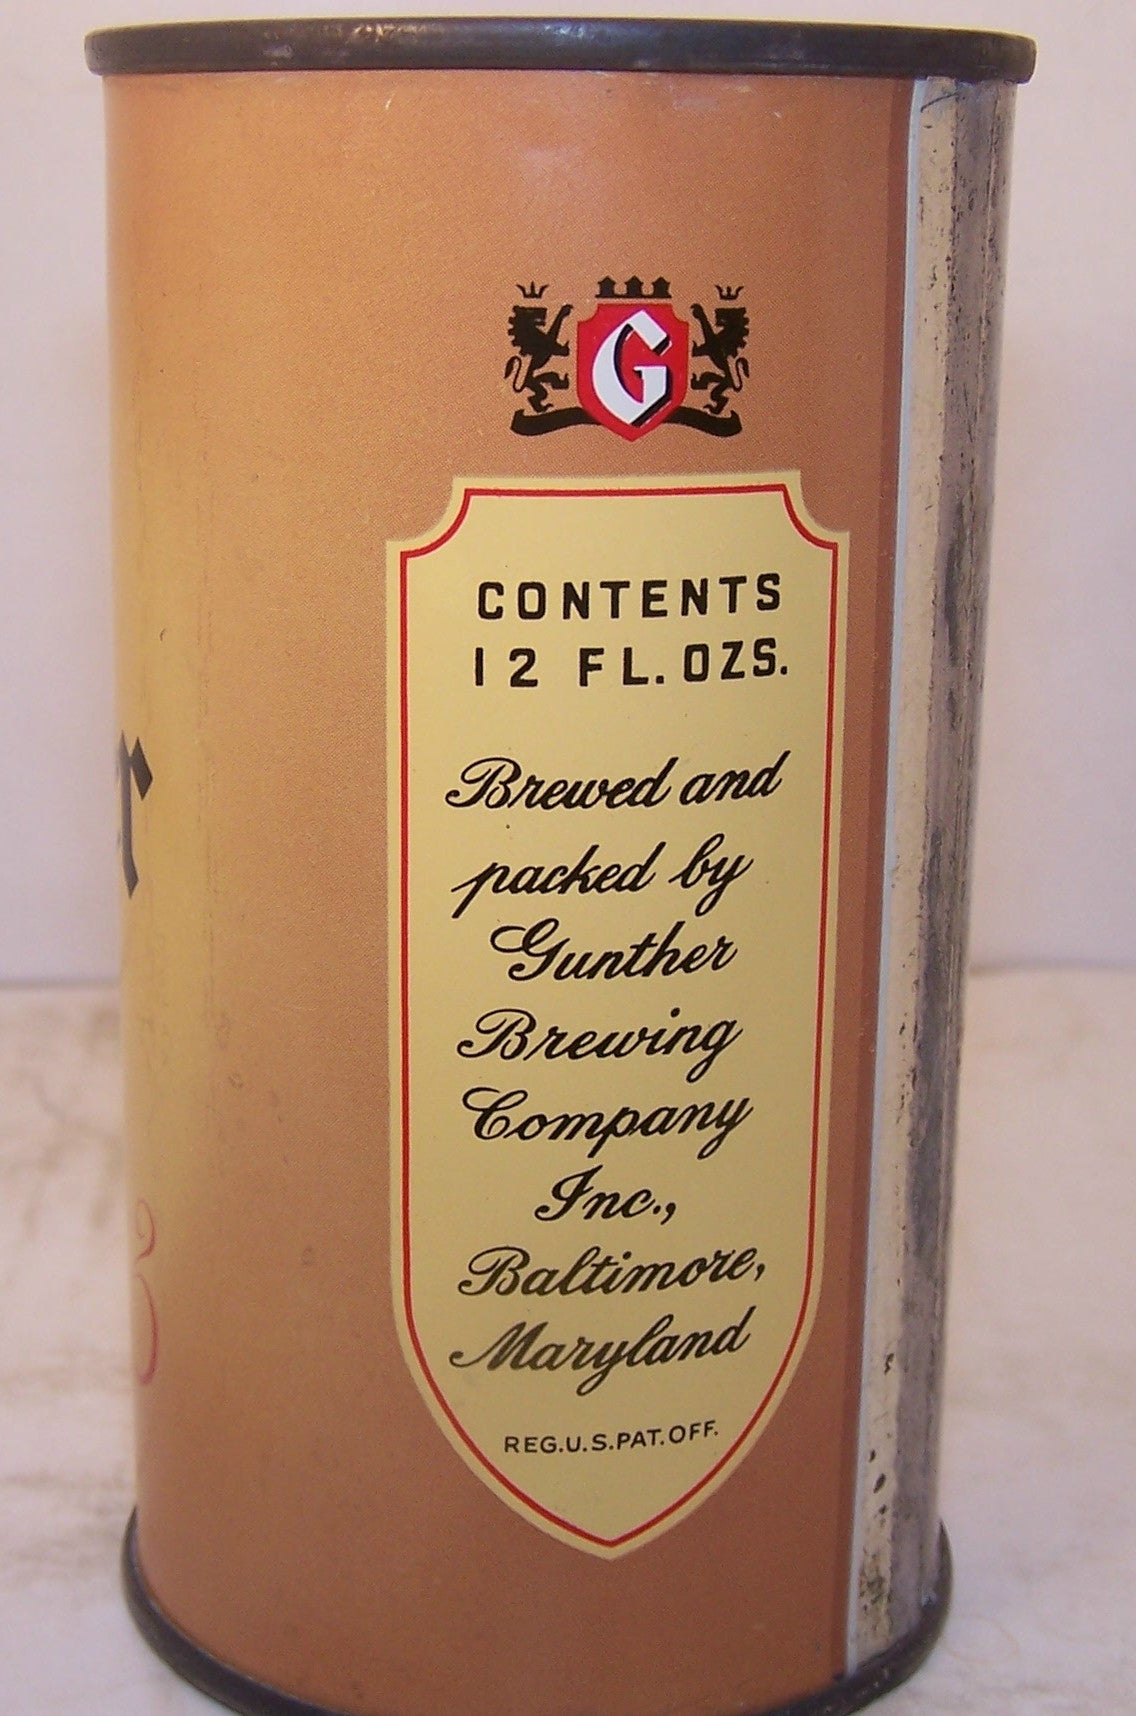 G
CONTENTS
12 FL. OZS.
Brewed and
packed by
Gunther
Brewing
Company
Inc.,
Baltimore,
Maryland
REG.U.S.PAT.OFF.
r